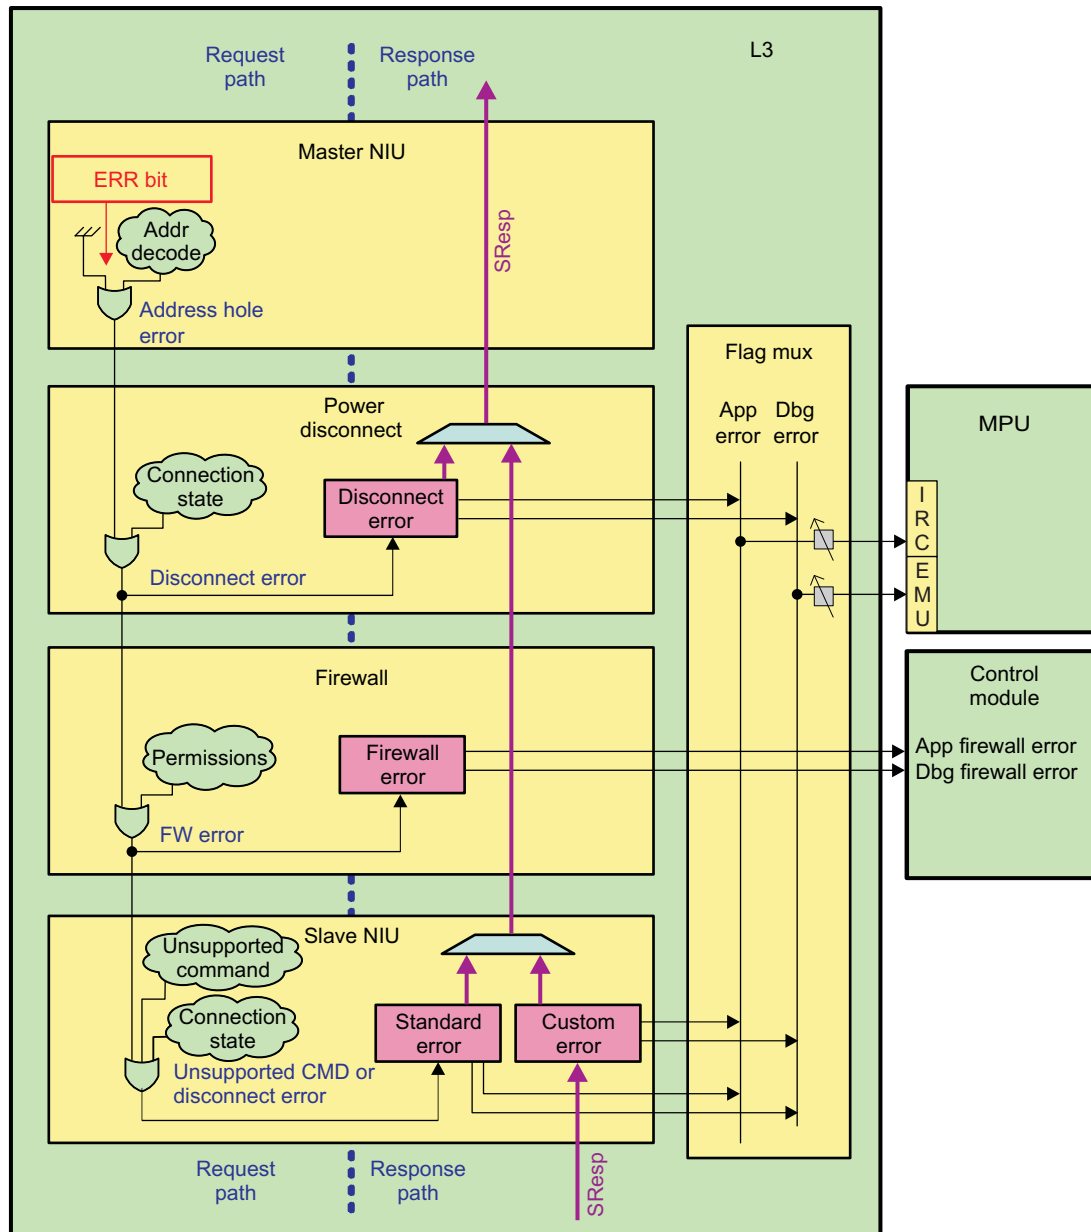 L3
Request
path
Response
path
Master NIU
ERR bit
Addr
decode
SResp
Address hole
error
Flag mux
App
error
Dbg
error
Power
disconnect
MPU
Connection
state
Disconnect
error
IRC
EMU
Disconnect error
Firewall
Control
module
Permissions
Firewall
error
App firewall error
Dbg firewall error
FW error
Slave NIU
Unsupported
command
Connection
state
Standard
error
Custom
error
Unsupported CMD or
disconnect error
Request
path
Response
path
SResp